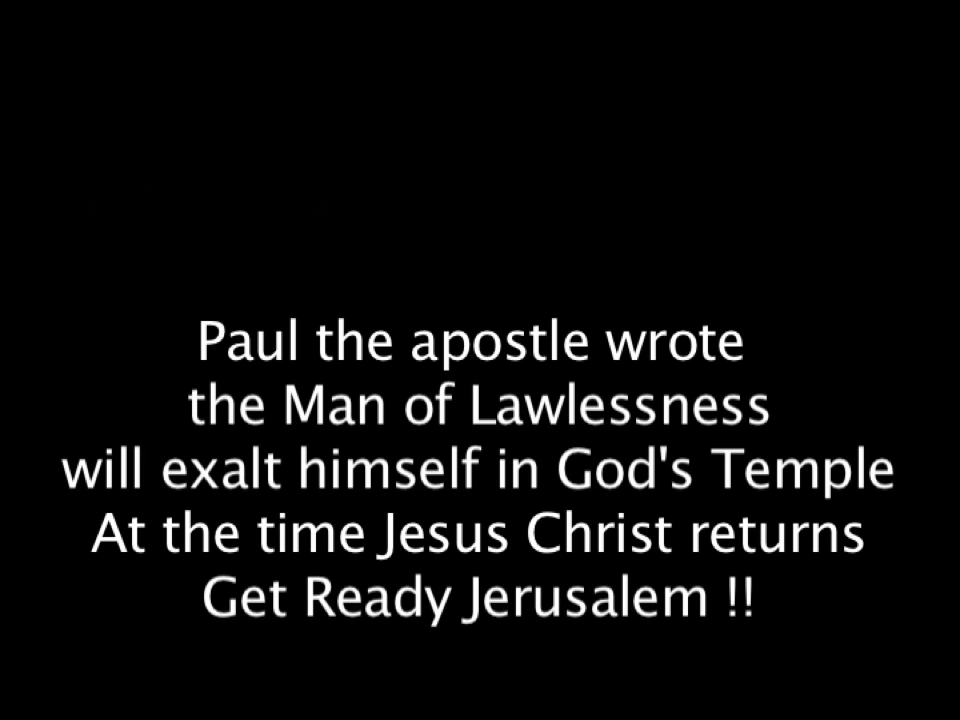 Paul the apostle wrote
the Man of Lawlessness
will exalt himself in God's Temple
At the time Jesus Christ returns
Get Ready Jerusalem !!